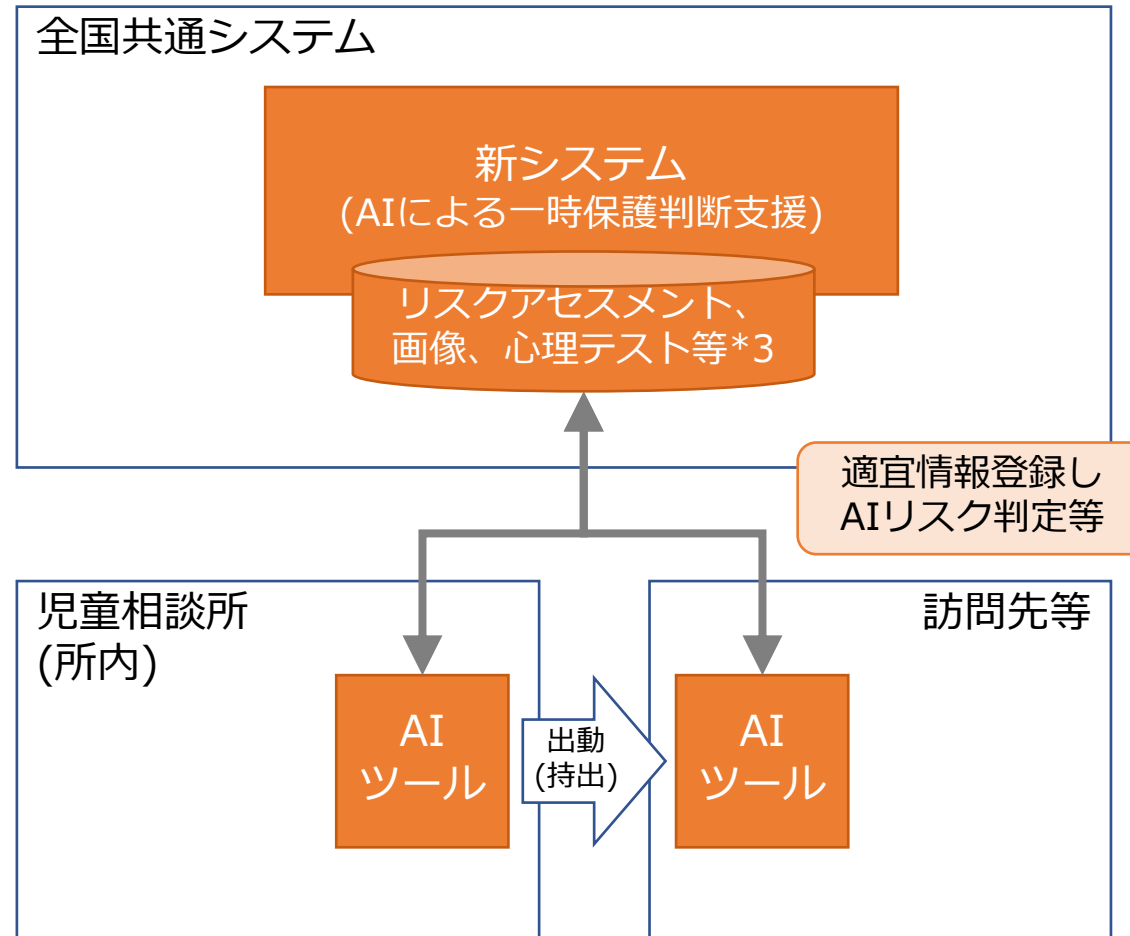 全国共通システム
新システム
(AIによる一時保護判断支援)
リスクアセスメント、
画像、心理テスト等*3
適宜情報登録し
AIリスク判定等
児童相談所
(所内)
訪問先等
AI
ツール
出動
(持出)
AI
ツール